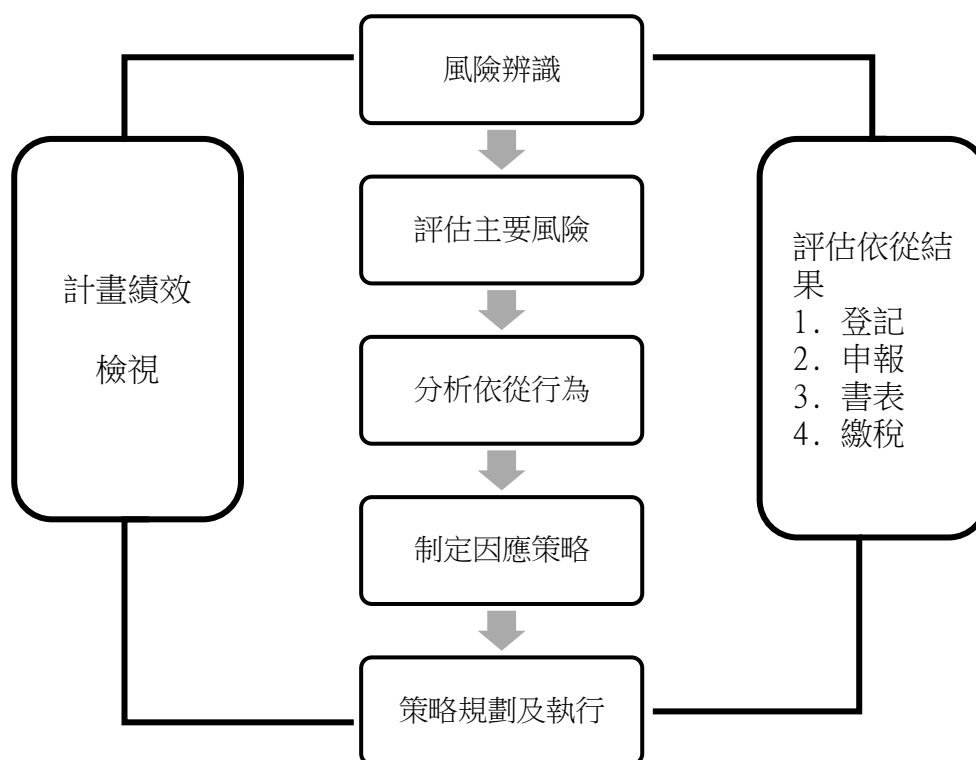 風險辨識
評估主要風險
分析依從行為
制定因應策略
策略規劃及執行
計畫績效
檢視
評估依從結
果
1. 登記
2. 申報
3. 書表
4. 繳稅